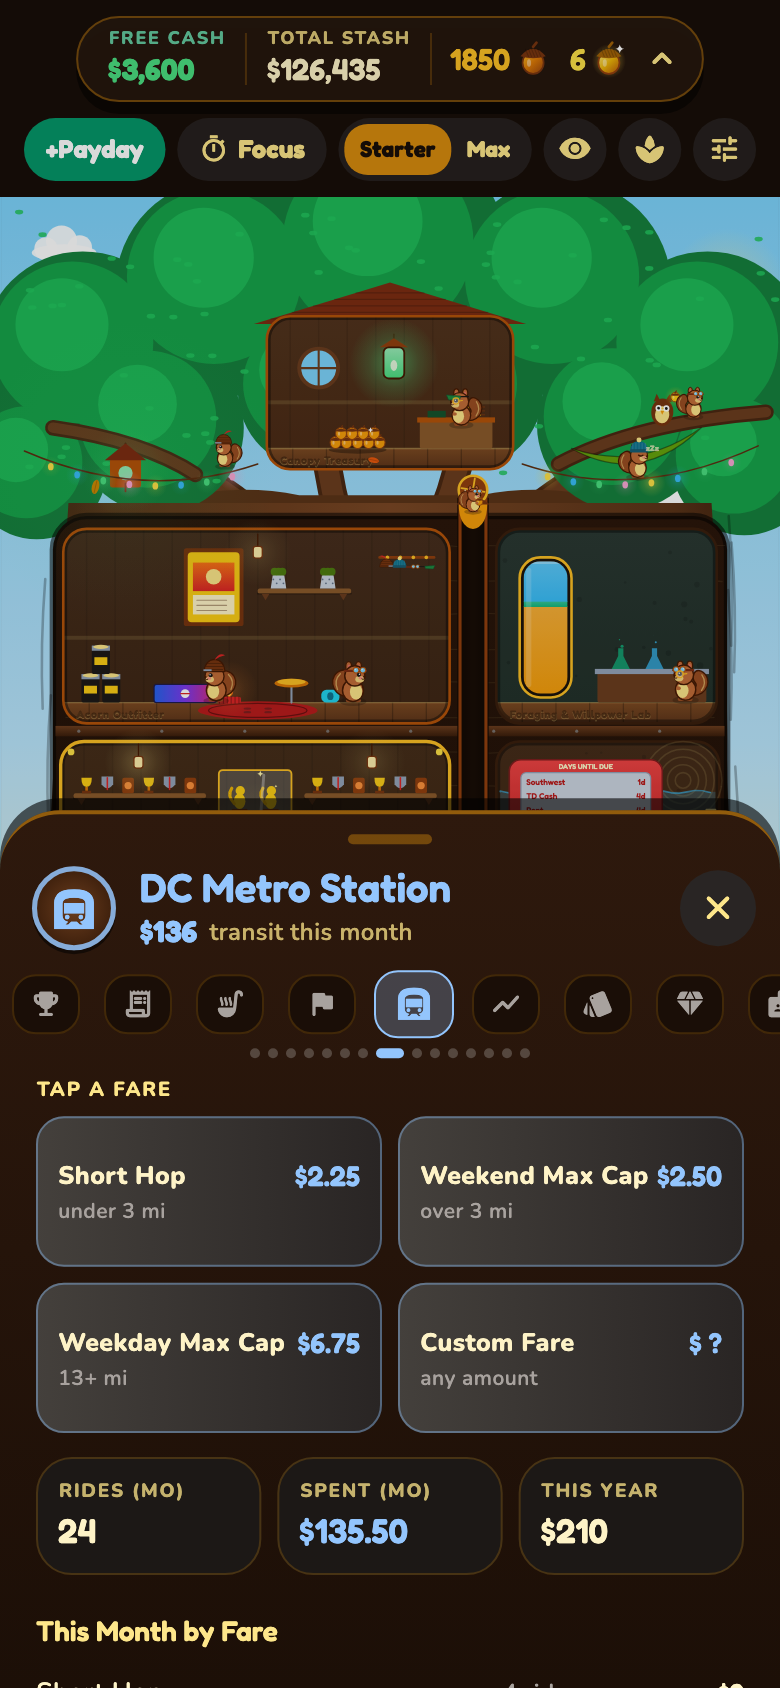 FREE CASH
$3,600
TOTAL STASH
$126,435
1850
6
+Payday
Focus
Starter
Max
Canopy Treasury
zZz
Acorn Outfitter
Foraging & Willpower Lab
DAYS UNTIL DUE
Southwest 1d
TD Cash 4d
DC Metro Station
$136 transit this month
TAP A FARE
Short Hop $2.25
under 3 mi
Weekend Max Cap $2.50
over 3 mi
Weekday Max Cap $6.75
13+ mi
Custom Fare $ ?
any amount
RIDES (MO)
24
SPENT (MO)
$135.50
THIS YEAR
$210
This Month by Fare
Short Hop